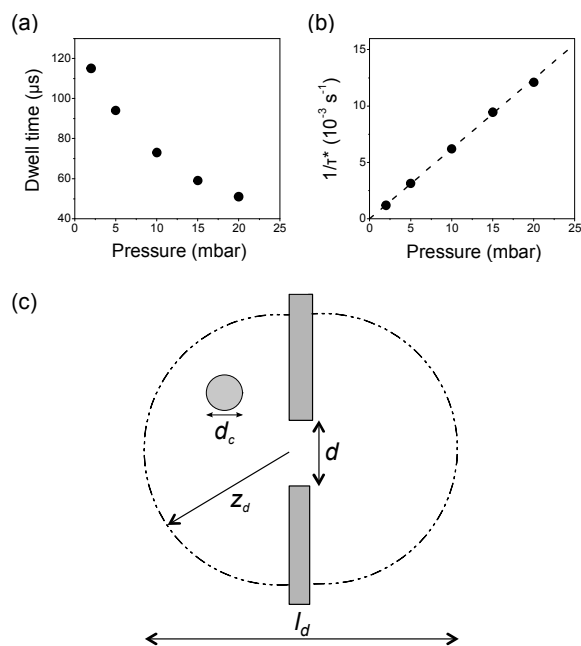 (a)
120
100
80
60
40
Dwell time (µs)
0 5 10 15 20 25
Pressure (mbar)
(b)
15
10
5
0
1/τ* (10⁻³ s⁻¹)
0 5 10 15 20 25
Pressure (mbar)
(c)
d_c
d
z_d
l_d